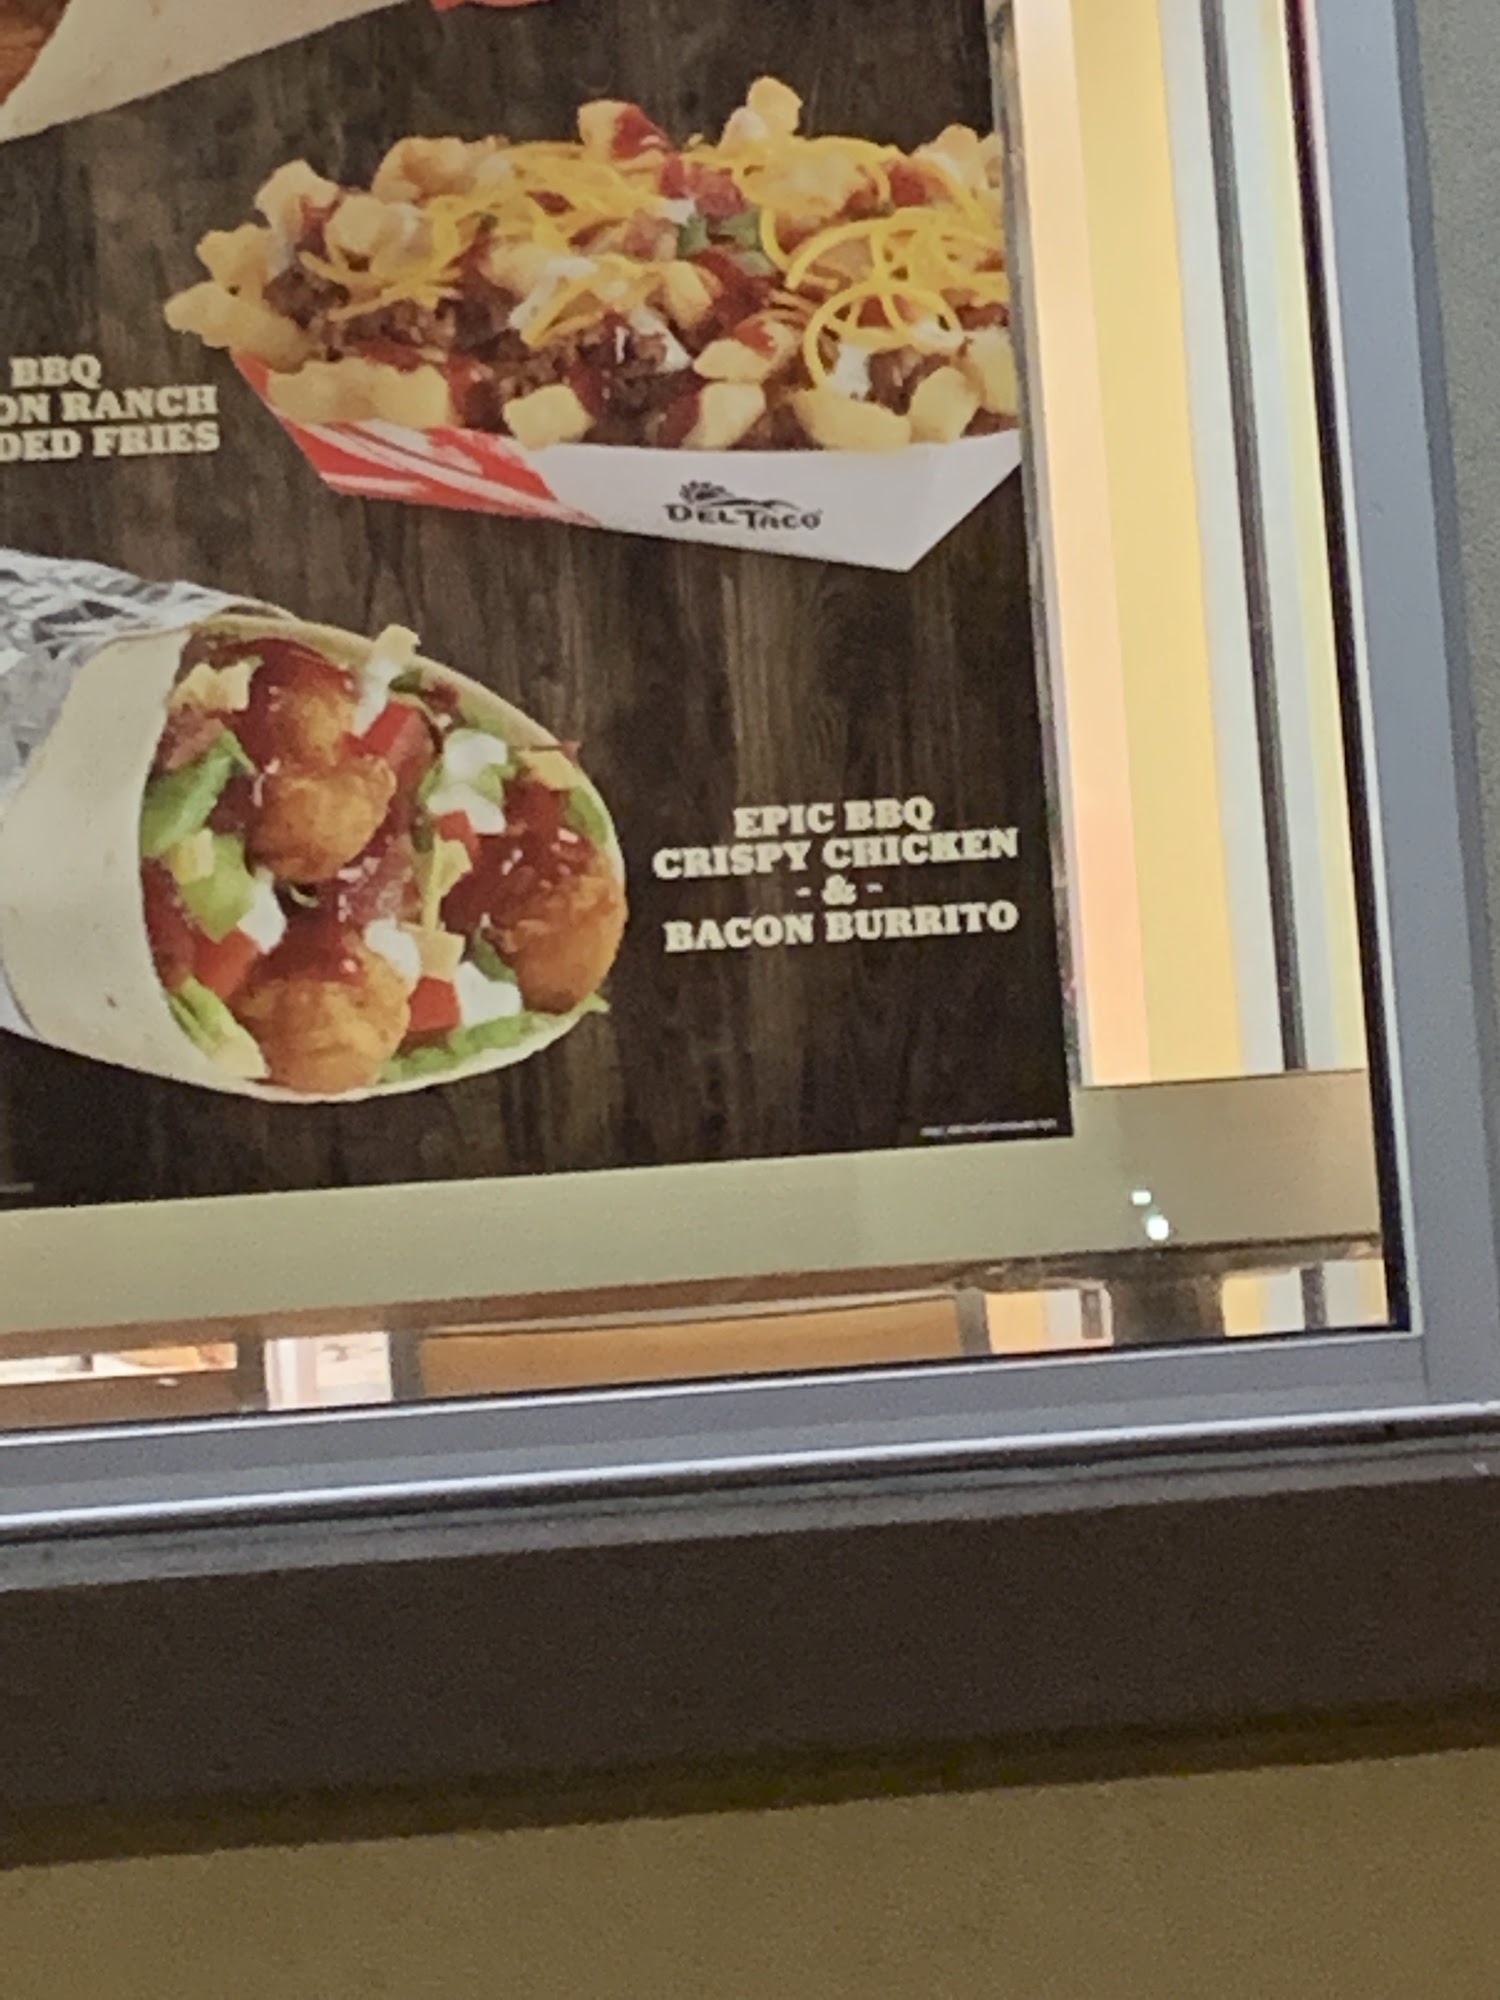 BBQ
ON RANCH
DED FRIES
DEL TACO
EPIC BBQ
CRISPY CHICKEN
- & -
BACON BURRITO